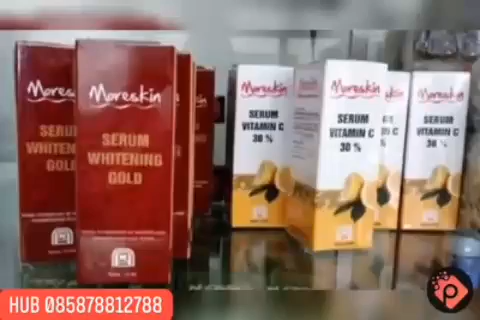 Moreskin
SERUM
WHITENING
GOLD
Moreskin
SERUM
WHITENING
GOLD
Moreskin
SERUM
VITAMIN C
30 %
Moreskin
SERUM
VITAMIN C
30 %
Moreskin
SERUM
VITAMIN C
30 %
HUB 085878812788